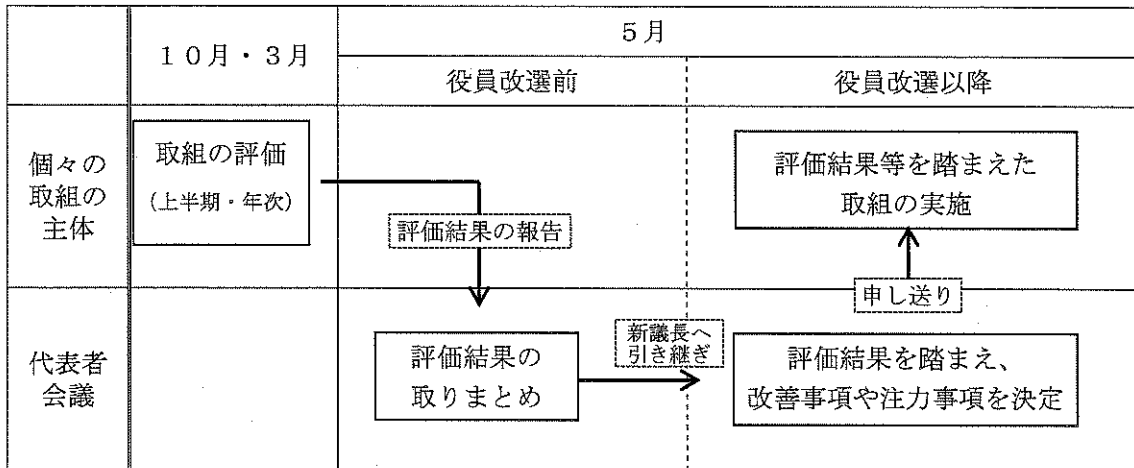 10月・3月
5月
役員改選前
役員改選以降
個々の
取組の
主体
取組の評価
(上半期・年次)
評価結果の報告
評価結果等を踏まえた
取組の実施
申し送り
代表者
会議
評価結果の
取りまとめ
新議長へ
引き継ぎ
評価結果を踏まえ、
改善事項や注力事項を決定